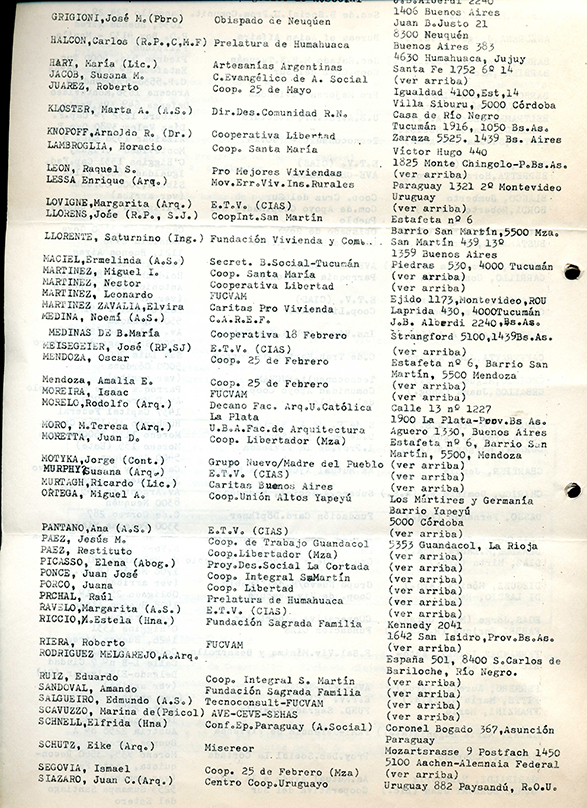 J.B.Alberdi 2240
1406 Buenos Aires
GRIGIONI,José M.(Pbro) Obispado de Neuquén Juan B.Justo 21
8300 Neuquén
HALCON,Carlos (R.P.,C.M.F) Prelatura de Humahuaca Buenos Aires 383
4630 Humahuaca, Jujuy
HARY, María (Lic.) Artesanías Argentinas Santa Fe 1752 6º 14
JACOB, Susana M. C.Evangélico de A. Social (ver arriba)
JUAREZ, Roberto Coop. 25 de Mayo Igualdad 4100,Est,14
Villa Siburu, 5000 Córdoba
KLOSTER, Marta A. (A.S.) Dir.Des.Comunidad R.N. Casa de Río Negro
Tucumán 1916, 1050 Bs.As.
KNOPOFF,Arnoldo R. (Dr.) Cooperativa Libertad Zaraza 5525. 1439 Bs. Aires
LAMBROGLIA, Horacio Coop. Santa María Víctor Hugo 440
1825 Monte Chingolo-P.Bs.As.
LEON, Raquel S. Pro Mejores Viviendas (ver arriba)
LESSA Enrique (Arq.) Mov.Err.Viv.Ins.Rurales Paraguay 1321 2º Montevideo
Uruguay
LOVIGNE,Margarita (Arq.) E.T.V. (CIAS) (ver arriba)
LLORENS, Josée (R.P., S.J.) CoopInt.San Martín Estafeta nº 6
Barrio San Martín,5500 Mza.
LLORENTE, Saturnino (Ing.) Fundación Vivienda y Com. San Martín 439 13º
1359 Buenos Aires
MACIEL,Ermelinda (A.S.) Secret. B.Social-Tucumán Piedras 530, 4000 Tucumán
MARTINEZ, Miguel I. Coop. Santa María (ver arriba)
MARTINEZ, Nestor Cooperativa Libertad (ver arriba)
MARTINEZ, Leonardo FUCVAM Ejido 1173,Montevideo,ROU
MARTINEZ ZAVALIA,Elvira Caritas Pro Vivienda Laprida 430, 4000Tucumán
MEDINA, Noemí (A.S.) C.A.R.E.F. J.B. Alberdi 2240,Bs.As.
MEDINAS DE B.María Cooperativa 18 Febrero Strangford 5100,1439Bs.As.
MEISEGEIER, José (RP,SJ) E.T.V. (CIAS) (ver arriba)
MENDOZA, Oscar Coop. 25 de Febrero Estafeta nº 6, Barrio San
Martín, 5500 Mendoza
Mendoza, Amalia E. Coop. 25 de Febrero (ver arriba)
MOREIRA, Isaac FUCVAM (ver arriba)
MOSELO,Rodolfo (Arq.) Decano Fac. Arq.U.Católica Calle 13 nº 1227
La Plata 1900 La Plata-Prov.Bs As.
MORO, M.Teresa (Arq.) U.B.A.Fac.de Arquitectura Aguero 1330, Buenos Aires
MORETTA, Juan D. Coop. Libertador (Mza) Estafeta nº 6, Barrio San
Martín, 5500, Mendoza
MOTYKA,Jorge (Cont.) Grupo Nuevo/Madre del Pueblo (ver arriba)
MURPHY,Susana (Arq.) E.T.V. (CIAS) (ver arriba)
MURTAGH,Ricardo (Lic.) Caritas Buenos Aires (ver arriba)
ORTEGA, Miguel A. Coop.Unión Altos Yapeyú Los Mártires y Germanía
Barrio Yapeyú
5000 Córdoba
PANTANO,Ana (A.S.) E.T.V. (CIAS) (ver arriba)
PAEZ, Jesús M. Coop. de Trabajo Guandacol 5353 Guandacol, La Rioja
PAEZ, Restituto Coop.Libertador (Mza) (ver arriba)
PICASSO, Elena (Abog.) Proy.Des.Social La Cortada (ver arriba)
PONCE, Juan José Coop. Integral S.Martín (ver arriba)
PORCO, Juana Coop. Libertad (ver arriba)
PRCHAL, Raúl Prelatura de Humahuaca (ver arriba)
RAVELO,Margarita (A.S.) E.T.V. (CIAS) (ver arriba)
RICCIO,M.Estela (Hna.) Fundación Sagrada Familia Kennedy 2041
1642 San Isidro,Prov.Bs.As.
RIERA, Roberto FUCVAM (ver arriba)
RODRIGUEZ MELGAREJO,A.Arq. España 501, 8400 S.Carlos de
Bariloche, Río Negro.
RUIZ, Eduardo Coop. Integral S. Martín (ver arriba)
SANDOVAL, Amando Fundación Sagrada Familia (ver arriba)
SALGUEIRO, Edmundo (A.S.) Tecnoconsult-FUCVAM (ver arriba)
SCAVUZZO, Marina de(Psicol) AVE-CEVE-SEHAS (ver arriba)
SCHNELL,Elfrida (Hna) Conf.Ep.Paraguay (A.Social) Coronel Bogado 367,Asunción
Paraguay
SCHUTZ, Eike (Arq.) Misereor Mozartsrasse 9 Postfach 1450
5100 Aachen-Alemnaia Federal
SEGOVIA, Ismael Coop. 25 de Febrero (Mza) (ver arriba)
SIAZARO, Juan C.(Arq.) Centro Coop.Uruguayo Uruguay 882 Paysandú, R.O.U.